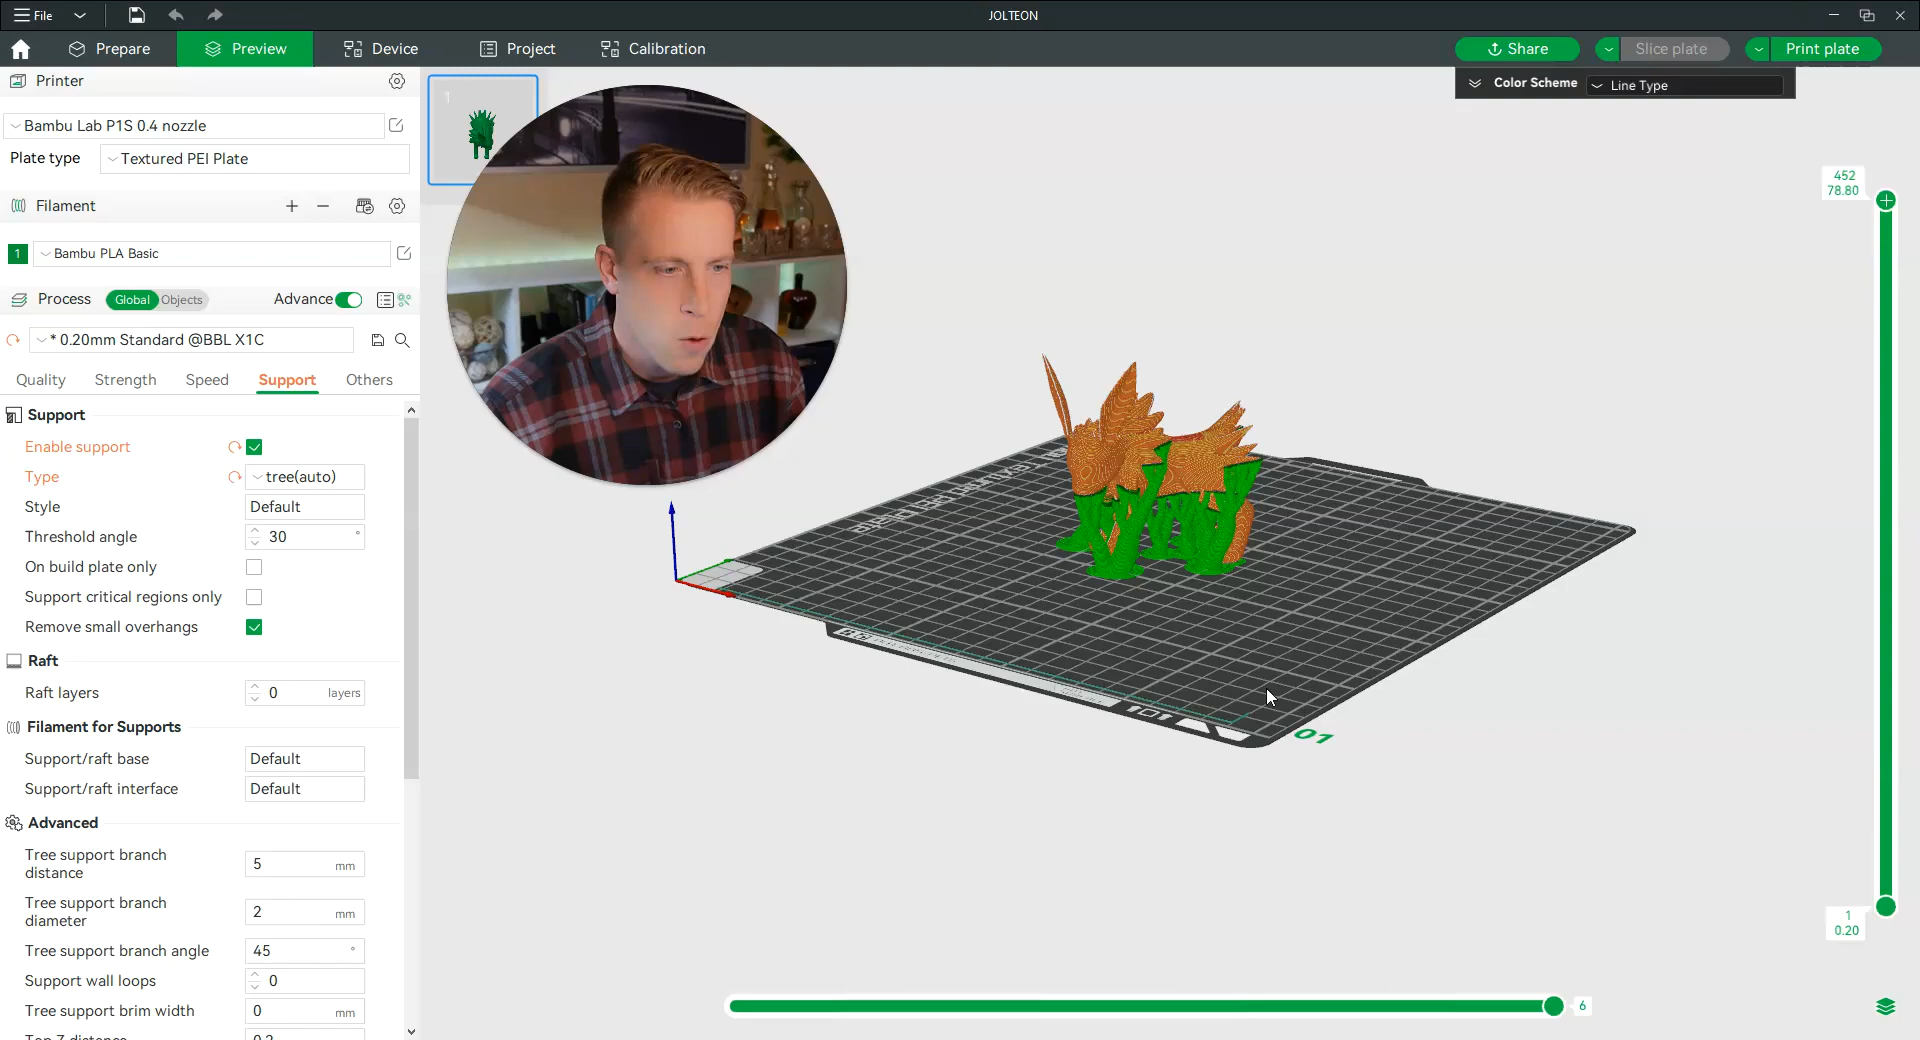 File
JOLTEON
Prepare
Preview
Device
Project
Calibration
Share
Slice plate
Print plate
Printer
Color Scheme
Line Type
1
Bambu Lab P1S 0.4 nozzle
Plate type
Textured PEI Plate
452
78.80
Filament
1
Bambu PLA Basic
Process
Global
Objects
Advance
* 0.20mm Standard @BBL X1C
Quality
Strength
Speed
Support
Others
Support
Enable support
Type
tree(auto)
Style
Default
Threshold angle
30
°
On build plate only
Support critical regions only
Remove small overhangs
Raft
Raft layers
0
layers
Filament for Supports
Support/raft base
Default
01
Support/raft interface
Default
Advanced
Tree support branch
distance
5
mm
Tree support branch
diameter
2
mm
1
0.20
Tree support branch angle
45
°
Support wall loops
0
Tree support brim width
0
mm
6
Top Z distance
0.2